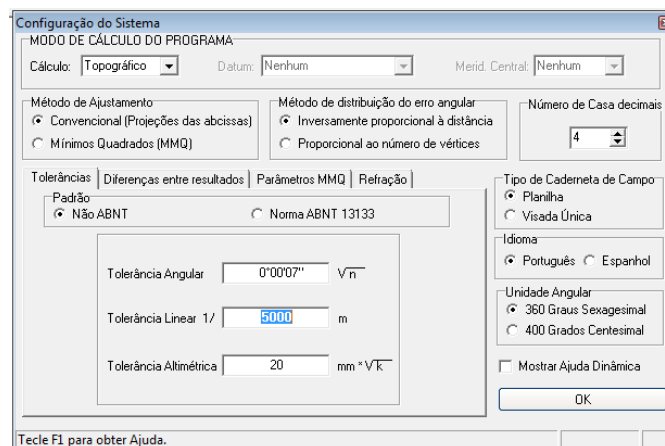 Configuração do Sistema
MODO DE CÁLCULO DO PROGRAMA
Cálculo: Topográfico Datum: Nenhum Merid. Central: Nenhum
Método de Ajustamento
Convencional (Projeções das abcissas)
Mínimos Quadrados (MMQ)
Método de distribuição do erro angular
Inversamente proporcional à distância
Proporcional ao número de vértices
Número de Casa decimais
4
Tolerâncias Diferenças entre resultados Parâmetros MMQ Refração
Padrão
Não ABNT Norma ABNT 13133
Tolerância Angular 0°00'07'' √n
Tolerância Linear 1/ 5000 m
Tolerância Altimétrica 20 mm * √k
Tipo de Caderneta de Campo
Planilha
Visada Única
Idioma
Português Espanhol
Unidade Angular
360 Graus Sexagesimal
400 Grados Centesimal
Mostrar Ajuda Dinâmica
OK
Tecle F1 para obter Ajuda.